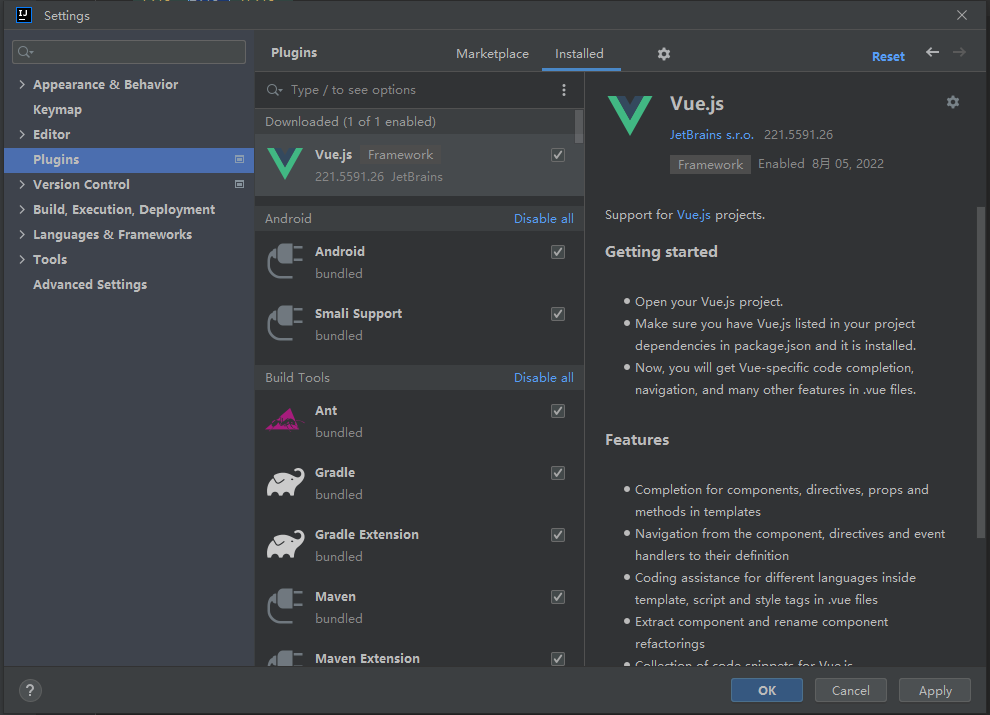 Settings
Appearance & Behavior
Keymap
Editor
Plugins
Version Control
Build, Execution, Deployment
Languages & Frameworks
Tools
Advanced Settings
Plugins
Marketplace
Installed
Reset
Type / to see options
Downloaded (1 of 1 enabled)
Vue.js Framework
221.5591.26 JetBrains
Android Disable all
Android
bundled
Smali Support
bundled
Build Tools Disable all
Ant
bundled
Gradle
bundled
Gradle Extension
bundled
Maven
bundled
Maven Extension
Vue.js
JetBrains s.r.o. 221.5591.26
Framework Enabled 8月 05, 2022
Support for Vue.js projects.
Getting started
Open your Vue.js project.
Make sure you have Vue.js listed in your project
dependencies in package.json and it is installed.
Now, you will get Vue-specific code completion,
navigation, and many other features in .vue files.
Features
Completion for components, directives, props and
methods in templates
Navigation from the component, directives and event
handlers to their definition
Coding assistance for different languages inside
template, script and style tags in .vue files
Extract component and rename component
refactorings
Collection of code snippets for Vue.js
?
OK
Cancel
Apply